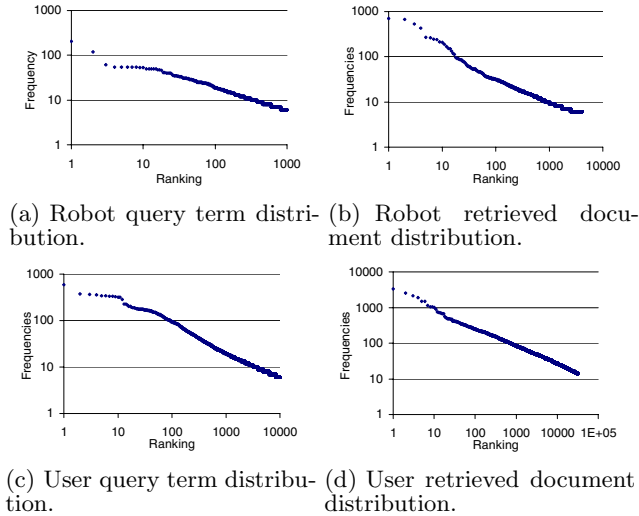 1000
100
10
1
Frequency
1 10 100 1000
Ranking
(a) Robot query term distri-
bution.
1000
100
10
1
Frequencies
1 10 100 1000 10000
Ranking
(b) Robot retrieved docu-
ment distribution.
1000
100
10
1
Frequencies
1 10 100 1000 10000
Ranking
(c) User query term distribu-
tion.
10000
1000
100
10
1
Frequencies
1 10 100 1000 10000 1E+05
Ranking
(d) User retrieved document
distribution.